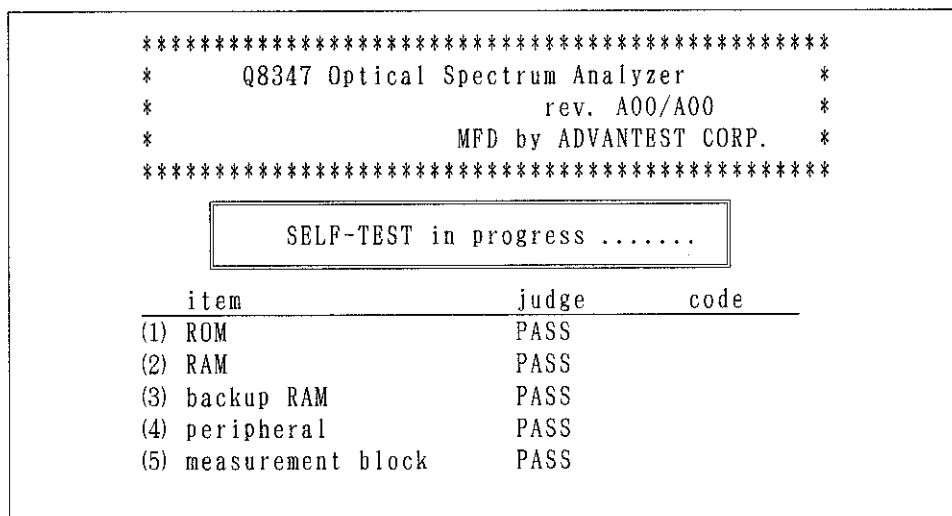 ************************************************
* Q8347 Optical Spectrum Analyzer *
* rev. A00/A00 *
* MFD by ADVANTEST CORP. *
************************************************
SELF-TEST in progress .......
item judge code
(1) ROM PASS
(2) RAM PASS
(3) backup RAM PASS
(4) peripheral PASS
(5) measurement block PASS